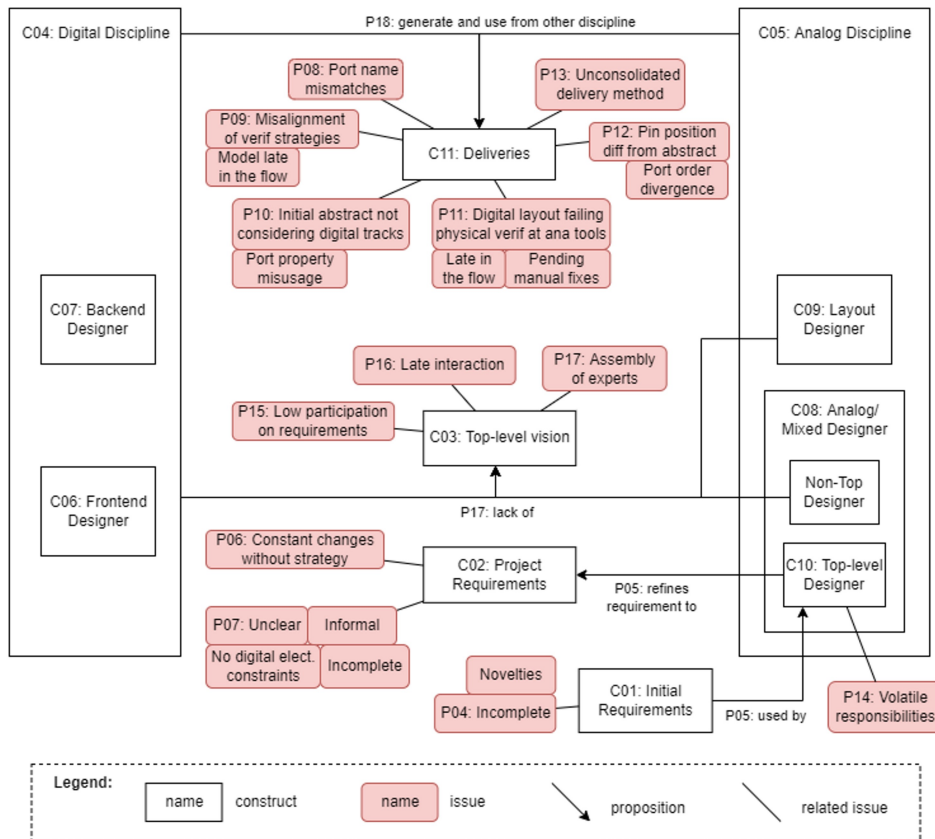 P18: generate and use from other discipline
C04: Digital Discipline
C05: Analog Discipline
P08: Port name
mismatches
P13: Unconsolidated
delivery method
P09: Misalignment
of verif strategies
Model late
in the flow
C11: Deliveries
P12: Pin position
diff from abstract
Port order
divergence
P10: Initial abstract not
considering digital tracks
Port property
misusage
P11: Digital layout failing
physical verif at ana tools
Late in
the flow
Pending
manual fixes
C07: Backend
Designer
C09: Layout
Designer
P16: Late interaction
P17: Assembly
of experts
P15: Low participation
on requirements
C03: Top-level vision
C08: Analog/
Mixed Designer
C06: Frontend
Designer
Non-Top
Designer
P17: lack of
P06: Constant changes
without strategy
C02: Project
Requirements
P05: refines
requirement to
C10: Top-level
Designer
P07: Unclear
Informal
No digital elect.
constraints
Incomplete
Novelties
P04: Incomplete
C01: Initial
Requirements
P05: used by
P14: Volatile
responsibilities
Legend:
name
construct
name
issue
proposition
related issue